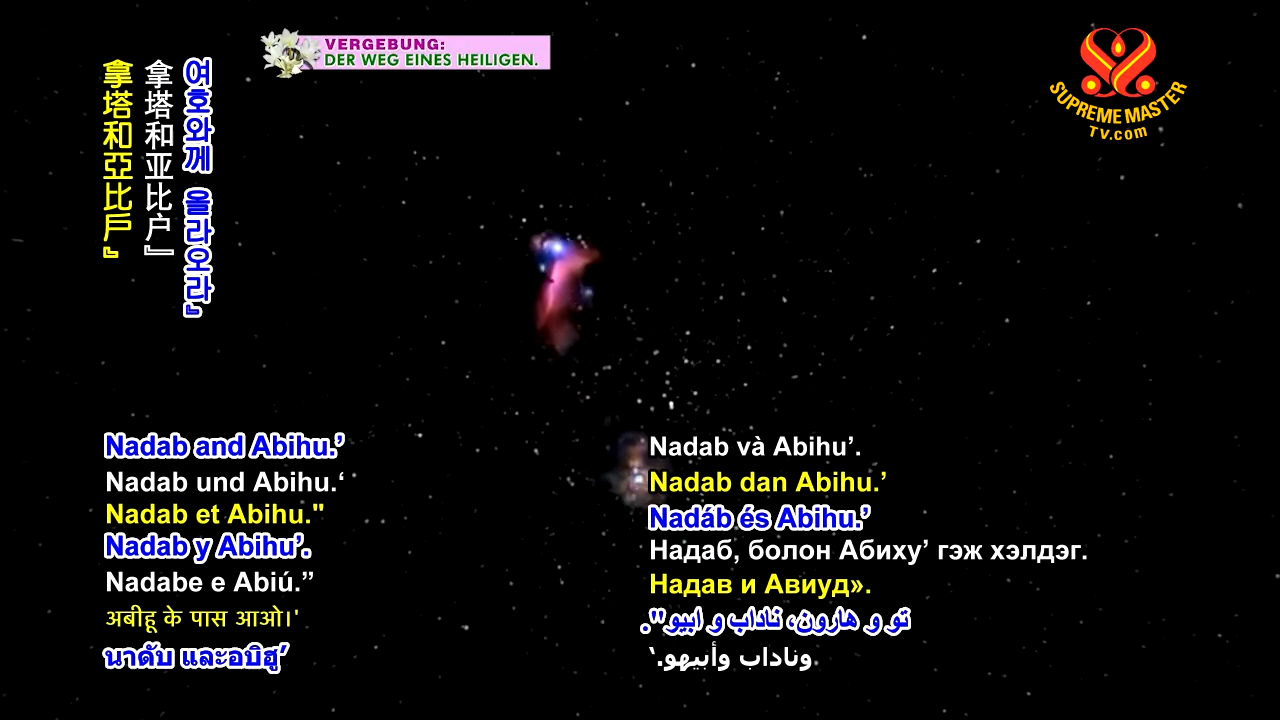 VERGEBUNG:
DER WEG EINES HEILIGEN.
SUPREME MASTER
TV.com
여호와께 올라오라』
拿塔和亚比户』
拿塔和亞比戶』
Nadab and Abihu.’
Nadab und Abihu.‘
Nadab et Abihu."
Nadab y Abihu’.
Nadabe e Abiú.”
अबीहू के पास आओ।'
นาดับ และอบิฮู’
Nadab và Abihu’.
Nadab dan Abihu.’
Nadáb és Abihu.’
Надаб, болон Абиху’ гэж хэлдэг.
Надав и Авиуд».
تو و هارون، ناداب و ابیو".
وناداب وأبيهو.‘